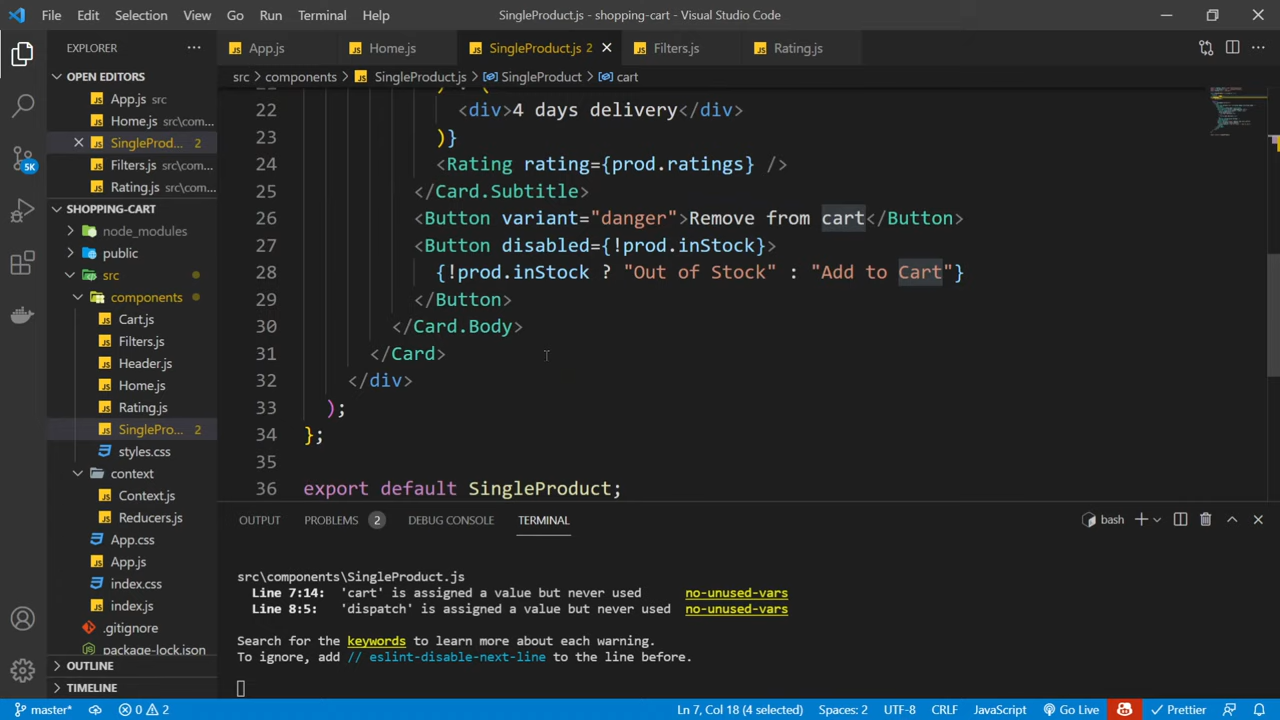 File Edit Selection View Go Run Terminal Help SingleProduct.js - shopping-cart - Visual Studio Code
EXPLORER
OPEN EDITORS
App.js src
Home.js src\com...
SingleProd... 2
Filters.js src\com...
Rating.js src\co...
SHOPPING-CART
node_modules
public
src
components
Cart.js
Filters.js
Header.js
Home.js
Rating.js
SinglePro... 2
styles.css
context
Context.js
Reducers.js
App.css
App.js
index.css
index.js
.gitignore
package-lock.json
OUTLINE
TIMELINE
5K
App.js Home.js SingleProduct.js 2 Filters.js Rating.js
src > components > SingleProduct.js > SingleProduct > cart
22 <div>4 days delivery</div>
23 )}
24 <Rating rating={prod.ratings} />
25 </Card.Subtitle>
26 <Button variant="danger">Remove from cart</Button>
27 <Button disabled={!prod.inStock}>
28 {!prod.inStock ? "Out of Stock" : "Add to Cart"}
29 </Button>
30 </Card.Body>
31 </Card>
32 </div>
33 );
34 };
35
36 export default SingleProduct;
OUTPUT PROBLEMS 2 DEBUG CONSOLE TERMINAL bash
src\components\SingleProduct.js
Line 7:14: 'cart' is assigned a value but never used no-unused-vars
Line 8:5: 'dispatch' is assigned a value but never used no-unused-vars
Search for the keywords to learn more about each warning.
To ignore, add // eslint-disable-next-line to the line before.
master* 0 2 Ln 7, Col 18 (4 selected) Spaces: 2 UTF-8 CRLF JavaScript Go Live Prettier